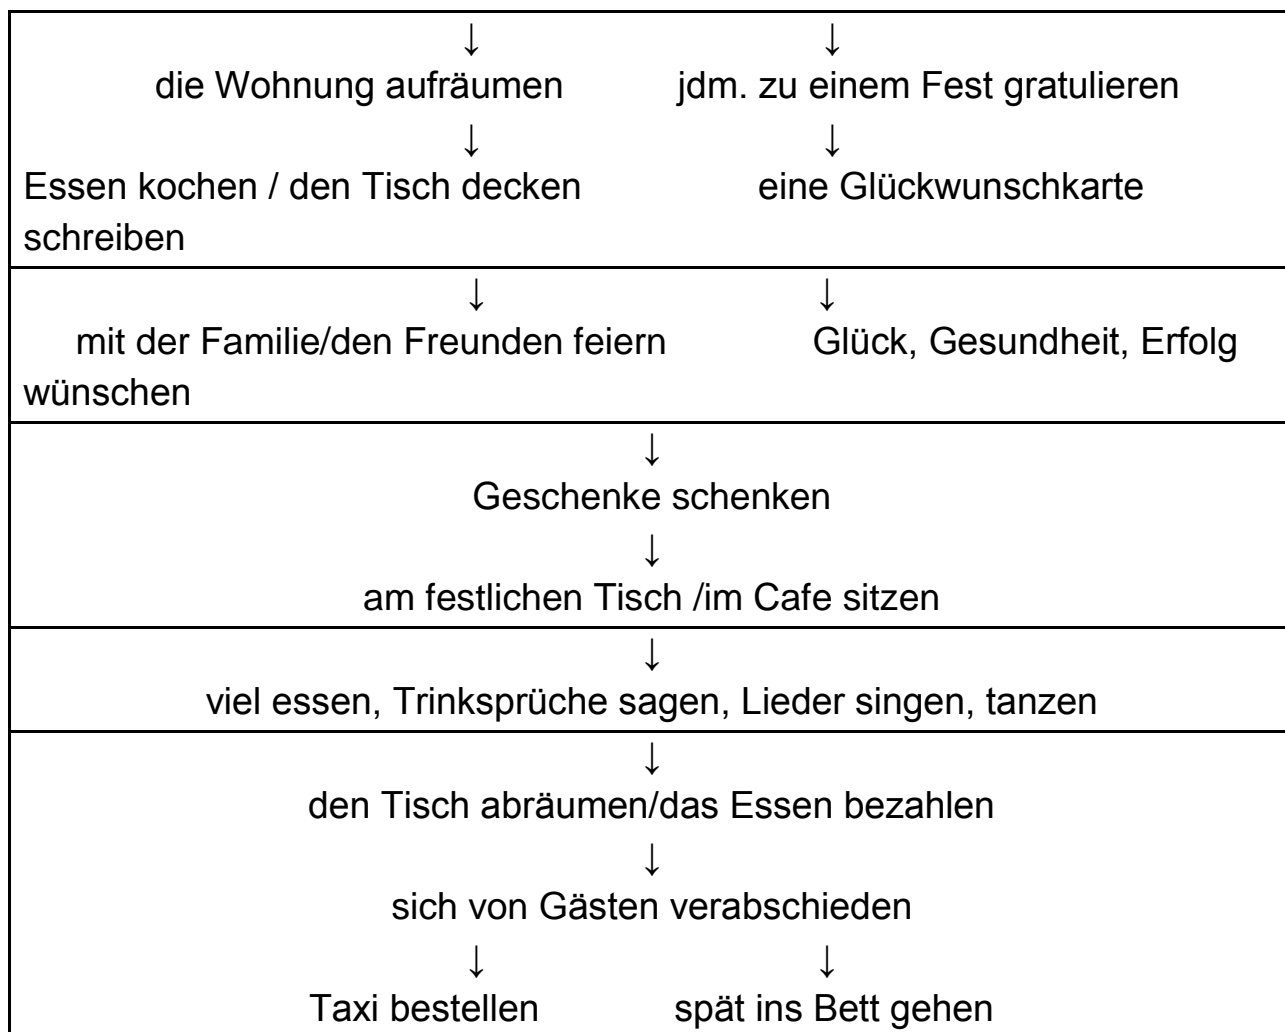 ↓ ↓
die Wohnung aufräumen jdm. zu einem Fest gratulieren
↓ ↓
Essen kochen / den Tisch decken eine Glückwunschkarte
schreiben
↓ ↓
mit der Familie/den Freunden feiern Glück, Gesundheit, Erfolg
wünschen
↓
Geschenke schenken
↓
am festlichen Tisch /im Cafe sitzen
↓
viel essen, Trinksprüche sagen, Lieder singen, tanzen
↓
den Tisch abräumen/das Essen bezahlen
↓
sich von Gästen verabschieden
↓ ↓
Taxi bestellen spät ins Bett gehen